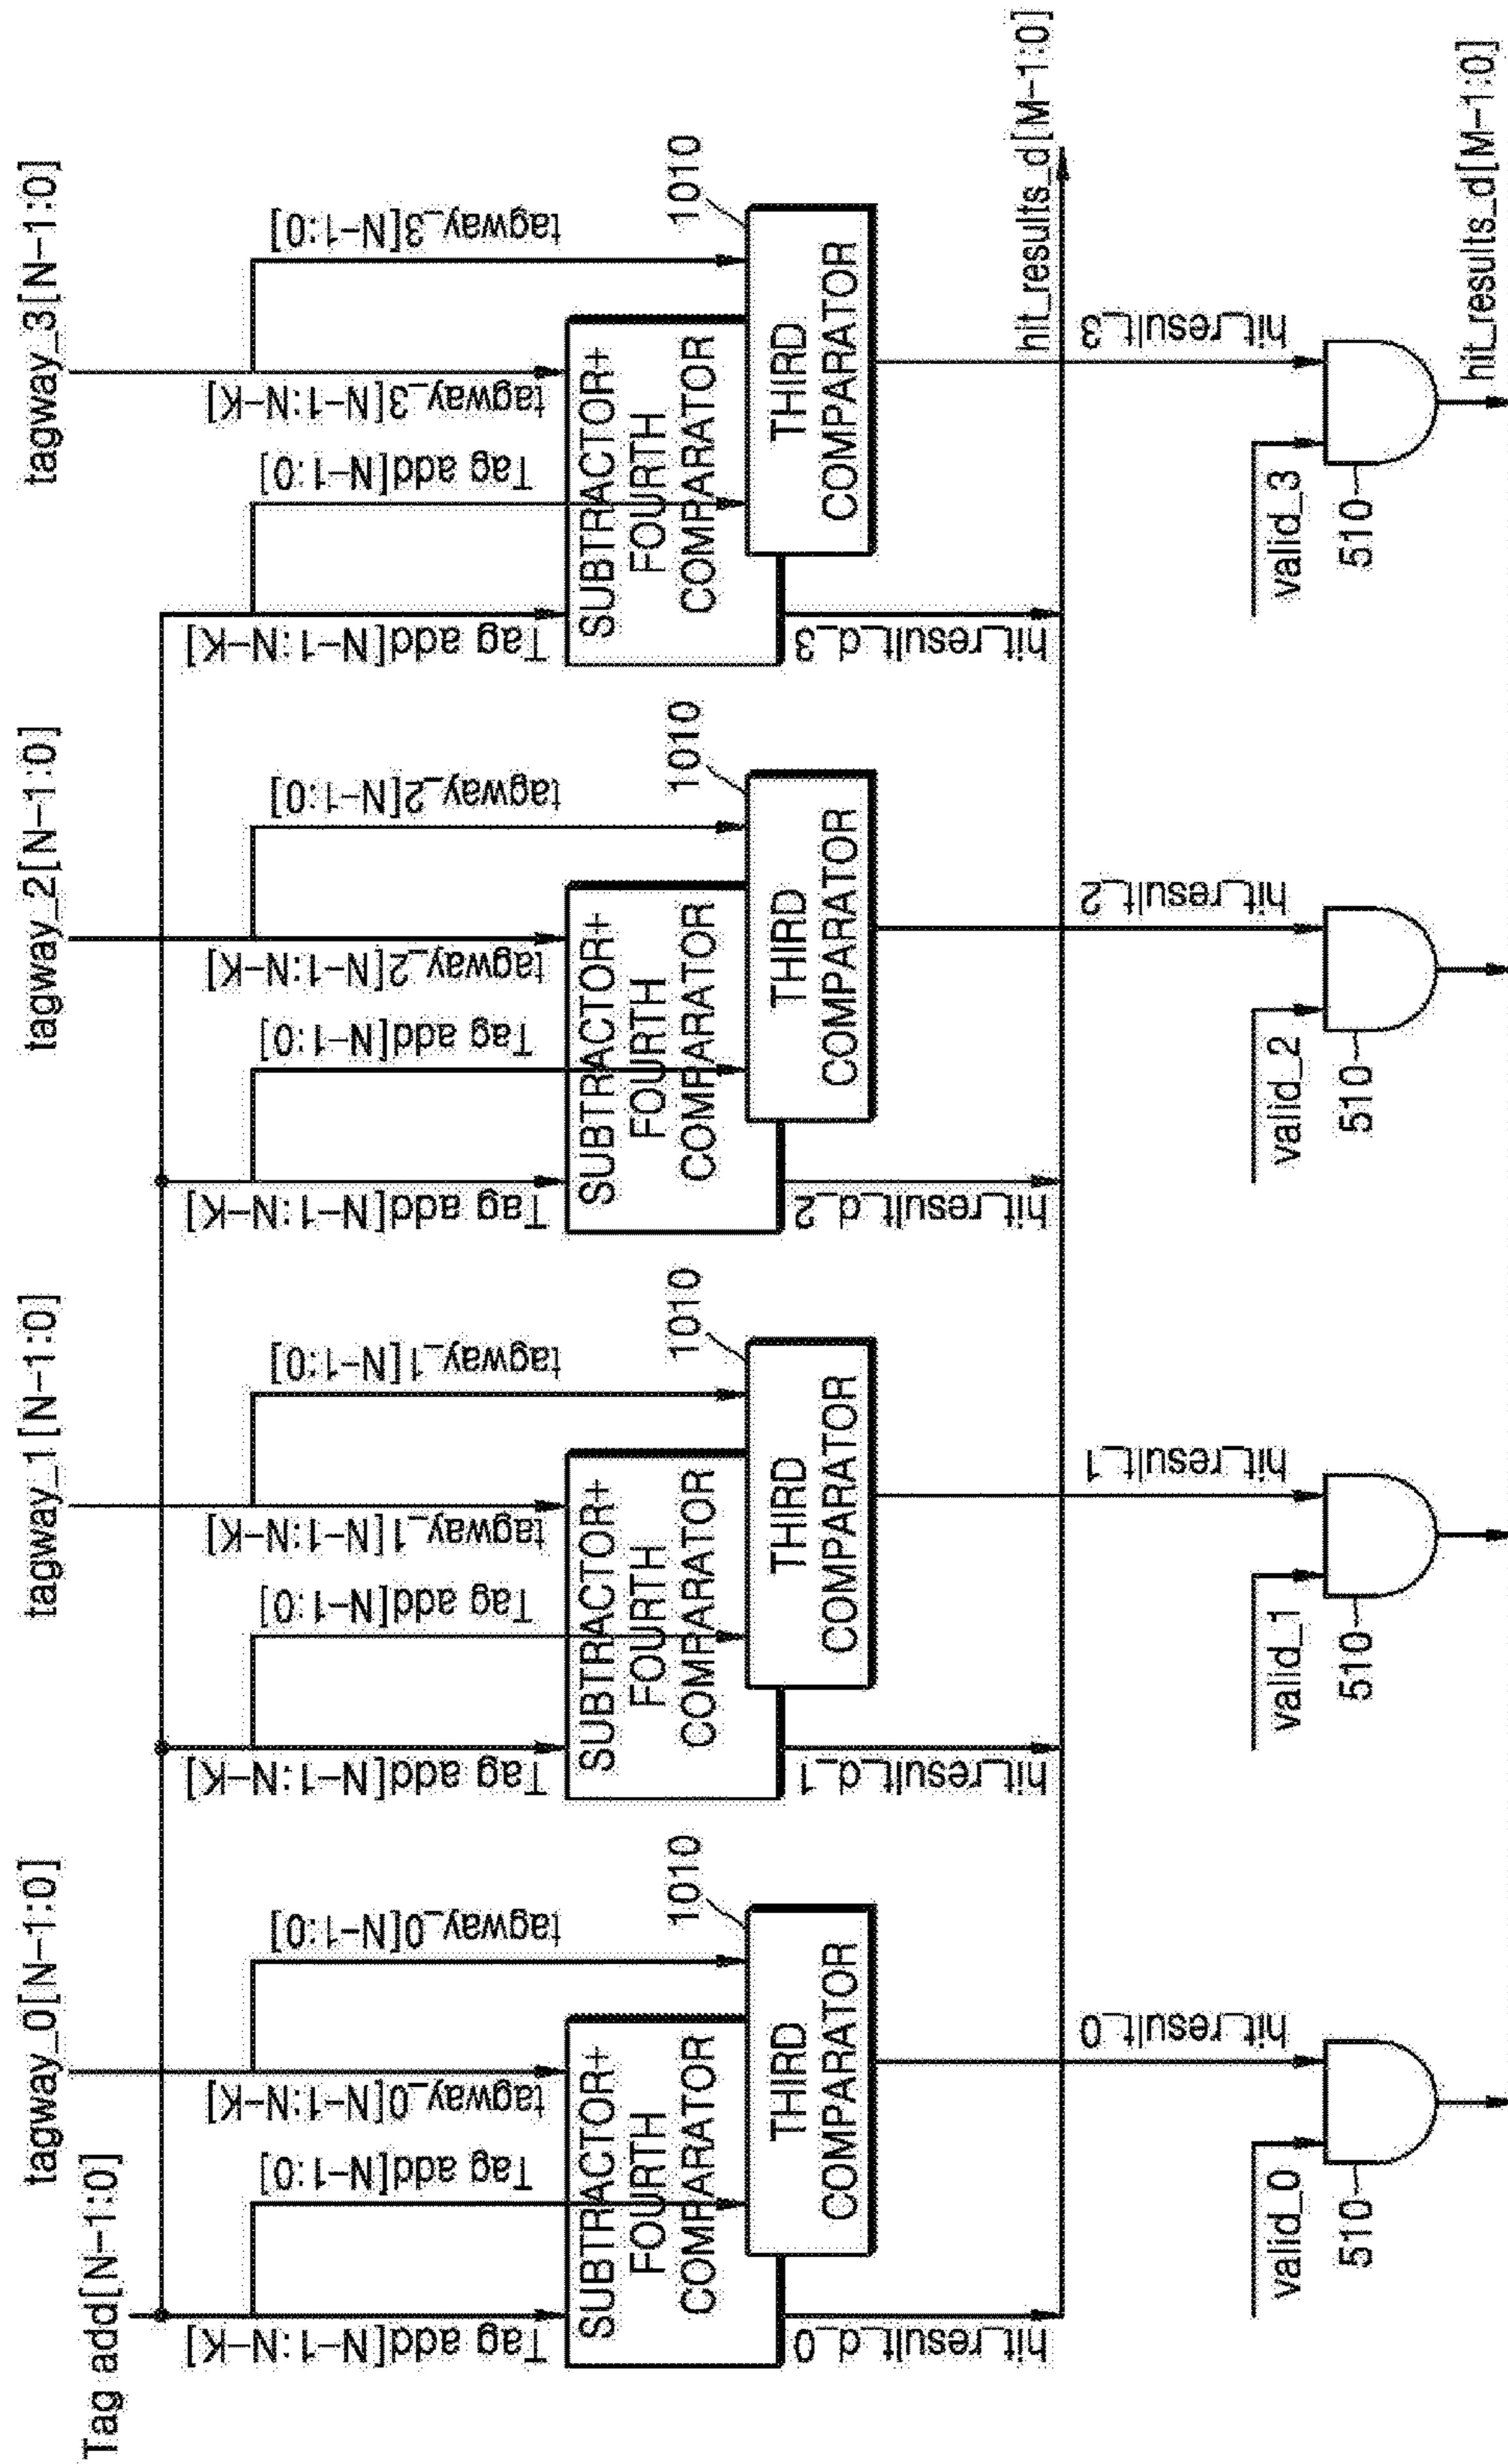 Tag add[N-1:0]
tagway_0[N-1:0]
tagway_1[N-1:0]
tagway_2[N-1:0]
tagway_3[N-1:0]
Tag add[N-1:N-K]
Tag add[N-1:0]
tagway_0[N-1:N-K]
tagway_0[N-1:0]
Tag add[N-1:N-K]
Tag add[N-1:0]
tagway_1[N-1:N-K]
tagway_1[N-1:0]
Tag add[N-1:N-K]
Tag add[N-1:0]
tagway_2[N-1:N-K]
tagway_2[N-1:0]
Tag add[N-1:N-K]
Tag add[N-1:0]
tagway_3[N-1:N-K]
tagway_3[N-1:0]
SUBTRACTOR+
FOURTH
COMPARATOR
1010
THIRD
COMPARATOR
SUBTRACTOR+
FOURTH
COMPARATOR
1010
THIRD
COMPARATOR
SUBTRACTOR+
FOURTH
COMPARATOR
1010
THIRD
COMPARATOR
SUBTRACTOR+
FOURTH
COMPARATOR
1010
THIRD
COMPARATOR
hit_result_d_0
hit_result_d_1
hit_result_d_2
hit_result_d_3
hit_results_d[M-1:0]
hit_result_0
hit_result_1
hit_result_2
hit_result_3
valid_0
valid_1
valid_2
valid_3
510
510
510
510
hit_results_d[M-1:0]